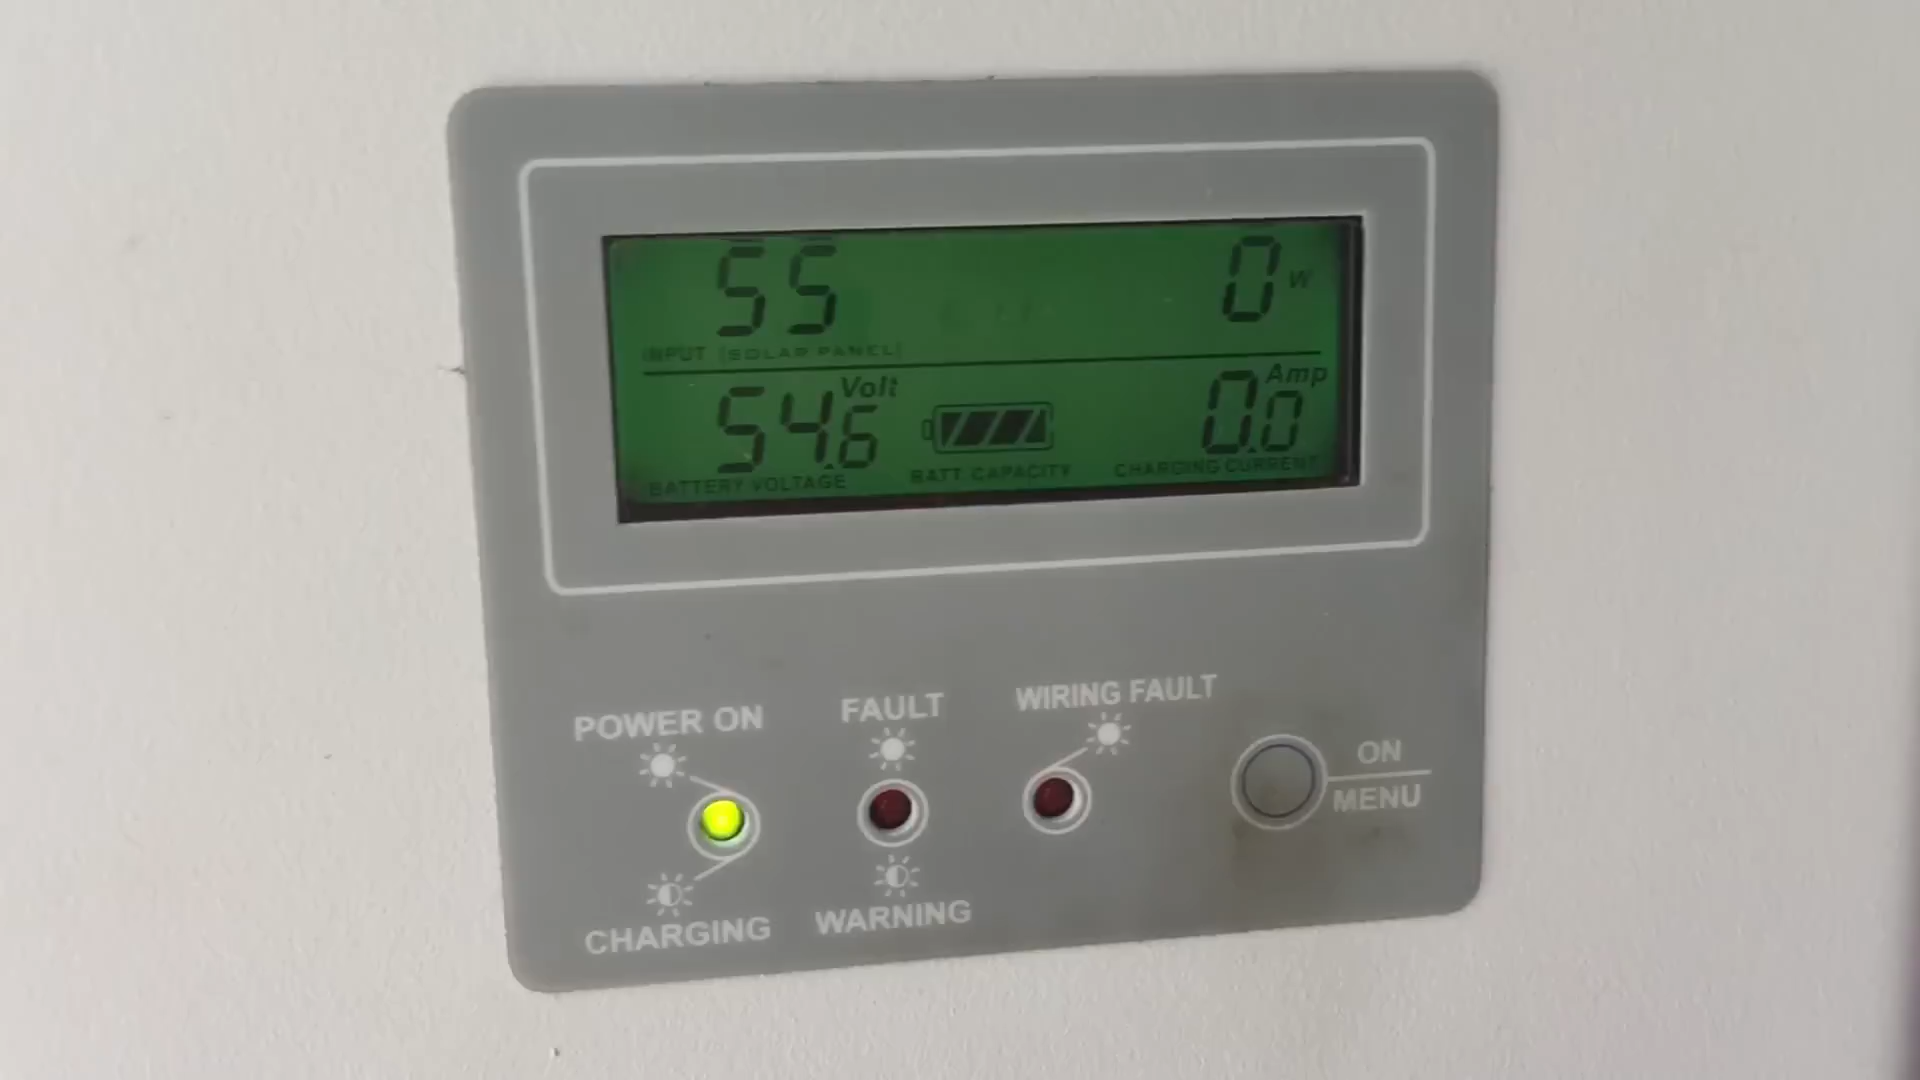 55 0 W
INPUT [SOLAR PANEL]
54.6 Volt 0.0 Amp
BATTERY VOLTAGE BATT. CAPACITY CHARGING CURRENT
POWER ON FAULT WIRING FAULT
ON
MENU
CHARGING WARNING